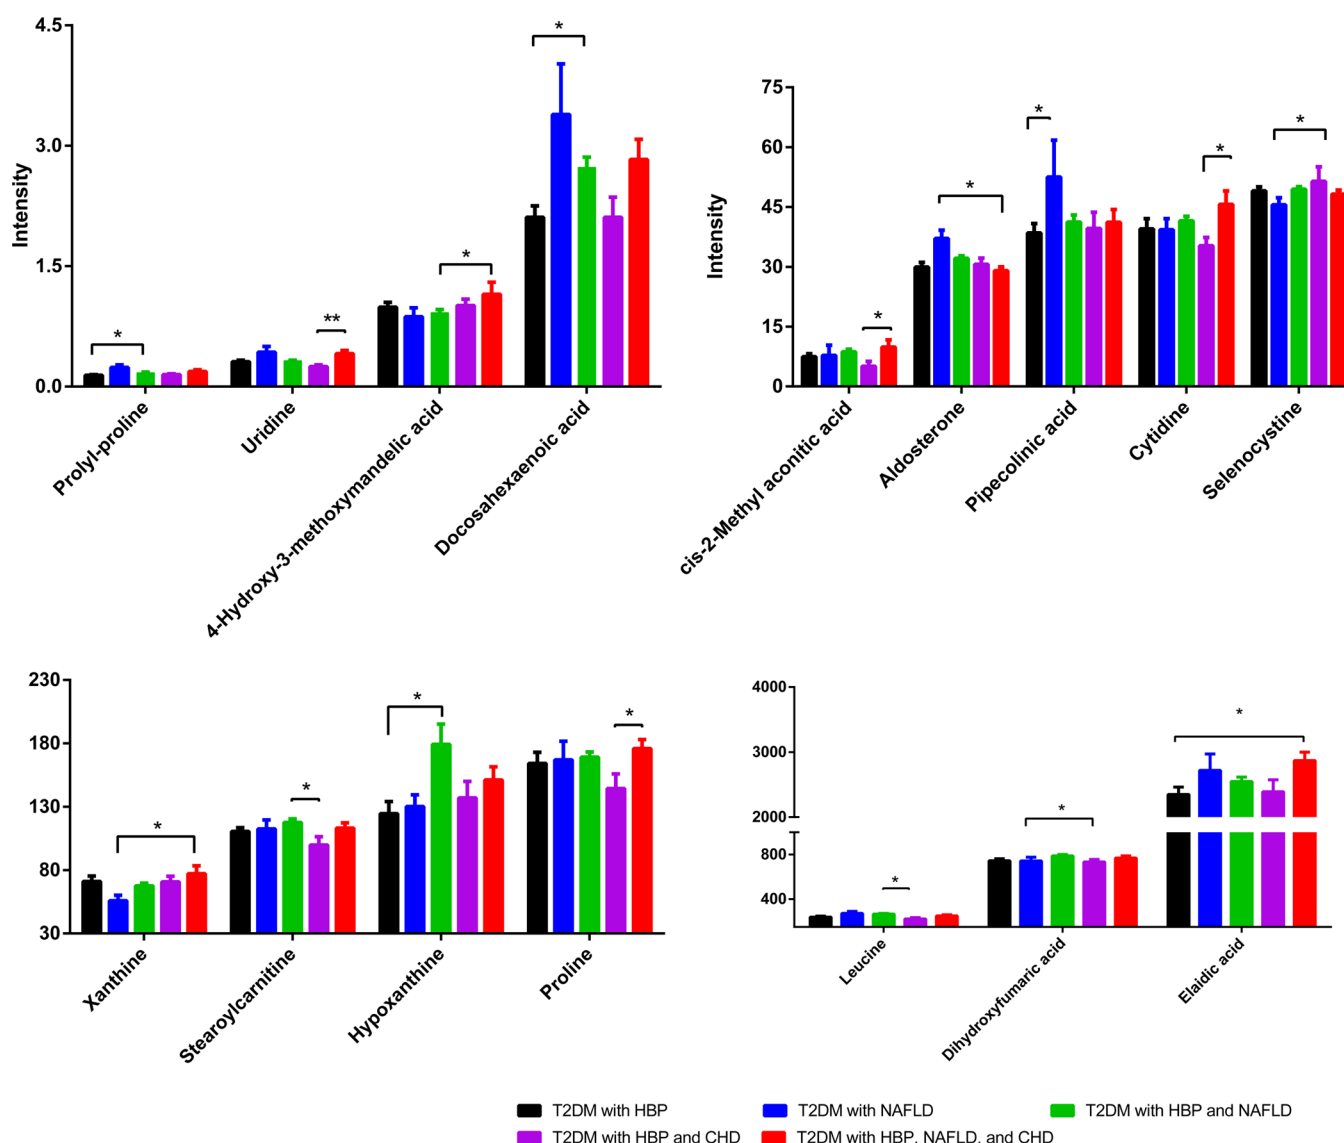 4.5
3.0
1.5
0.0
Intensity
*
*
**
*
Prolyl-proline
Uridine
4-Hydroxy-3-methoxymandelic acid
Docosahexaenoic acid
75
60
45
30
15
0
Intensity
*
*
*
*
*
cis-2-Methyl aconitic acid
Aldosterone
Pipecolinic acid
Cytidine
Selenocystine
230
180
130
80
30
*
*
*
*
Xanthine
Stearoylcarnitine
Hypoxanthine
Proline
4000
3000
2000
800
400
*
*
*
Leucine
Dihydroxyfumaric acid
Elaidic acid
T2DM with HBP
T2DM with NAFLD
T2DM with HBP and NAFLD
T2DM with HBP and CHD
T2DM with HBP, NAFLD, and CHD